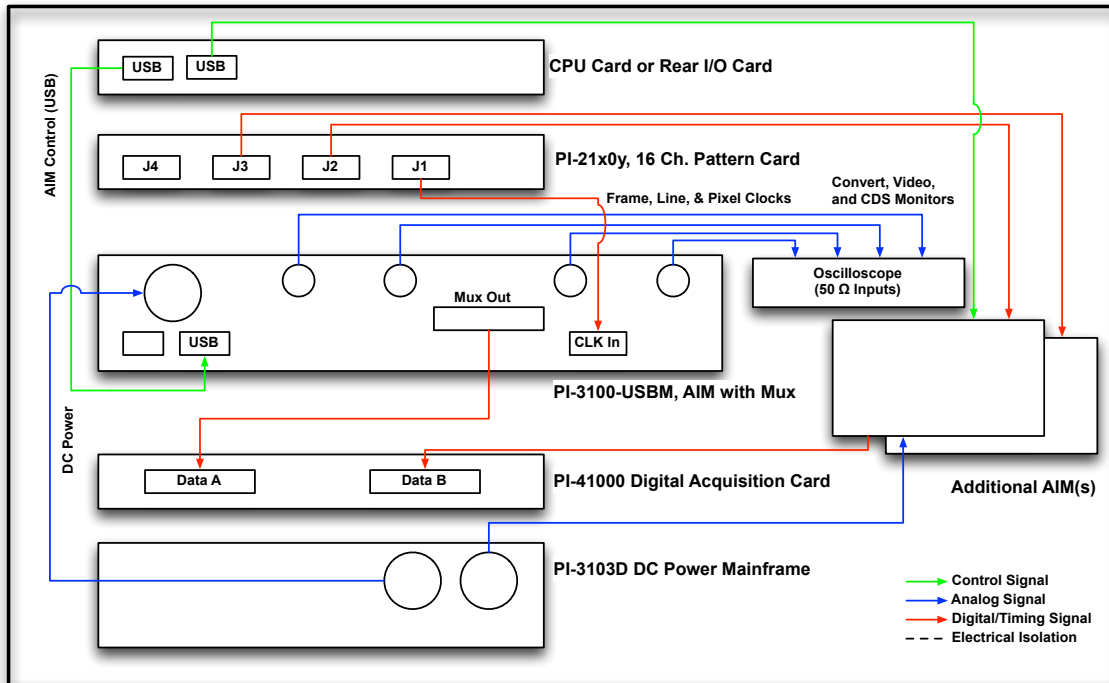 USB
USB
CPU Card or Rear I/O Card
AIM Control (USB)
J4
J3
J2
J1
PI-21x0y, 16 Ch. Pattern Card
Frame, Line, & Pixel Clocks
Convert, Video,
and CDS Monitors
Oscilloscope
(50 Ω Inputs)
Mux Out
USB
CLK In
PI-3100-USBM, AIM with Mux
DC Power
Data A
Data B
PI-41000 Digital Acquisition Card
Additional AIM(s)
PI-3103D DC Power Mainframe
Control Signal
Analog Signal
Digital/Timing Signal
Electrical Isolation